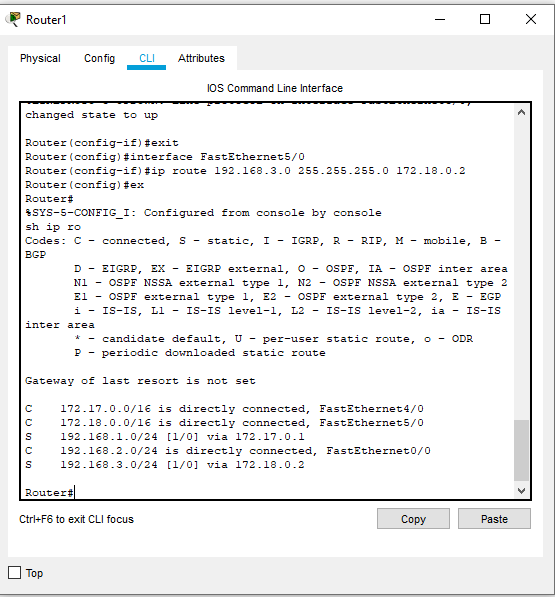 Router1
Physical Config CLI Attributes
IOS Command Line Interface
changed state to up
Router(config-if)#exit
Router(config)#interface FastEthernet5/0
Router(config-if)#ip route 192.168.3.0 255.255.255.0 172.18.0.2
Router(config)#ex
Router#
%SYS-5-CONFIG_I: Configured from console by console
sh ip ro
Codes: C - connected, S - static, I - IGRP, R - RIP, M - mobile, B -
BGP
D - EIGRP, EX - EIGRP external, O - OSPF, IA - OSPF inter area
N1 - OSPF NSSA external type 1, N2 - OSPF NSSA external type 2
E1 - OSPF external type 1, E2 - OSPF external type 2, E - EGP
i - IS-IS, L1 - IS-IS level-1, L2 - IS-IS level-2, ia - IS-IS
inter area
* - candidate default, U - per-user static route, o - ODR
P - periodic downloaded static route
Gateway of last resort is not set
C 172.17.0.0/16 is directly connected, FastEthernet4/0
C 172.18.0.0/16 is directly connected, FastEthernet5/0
S 192.168.1.0/24 [1/0] via 172.17.0.1
C 192.168.2.0/24 is directly connected, FastEthernet0/0
S 192.168.3.0/24 [1/0] via 172.18.0.2
Router#
Ctrl+F6 to exit CLI focus
Copy Paste
Top